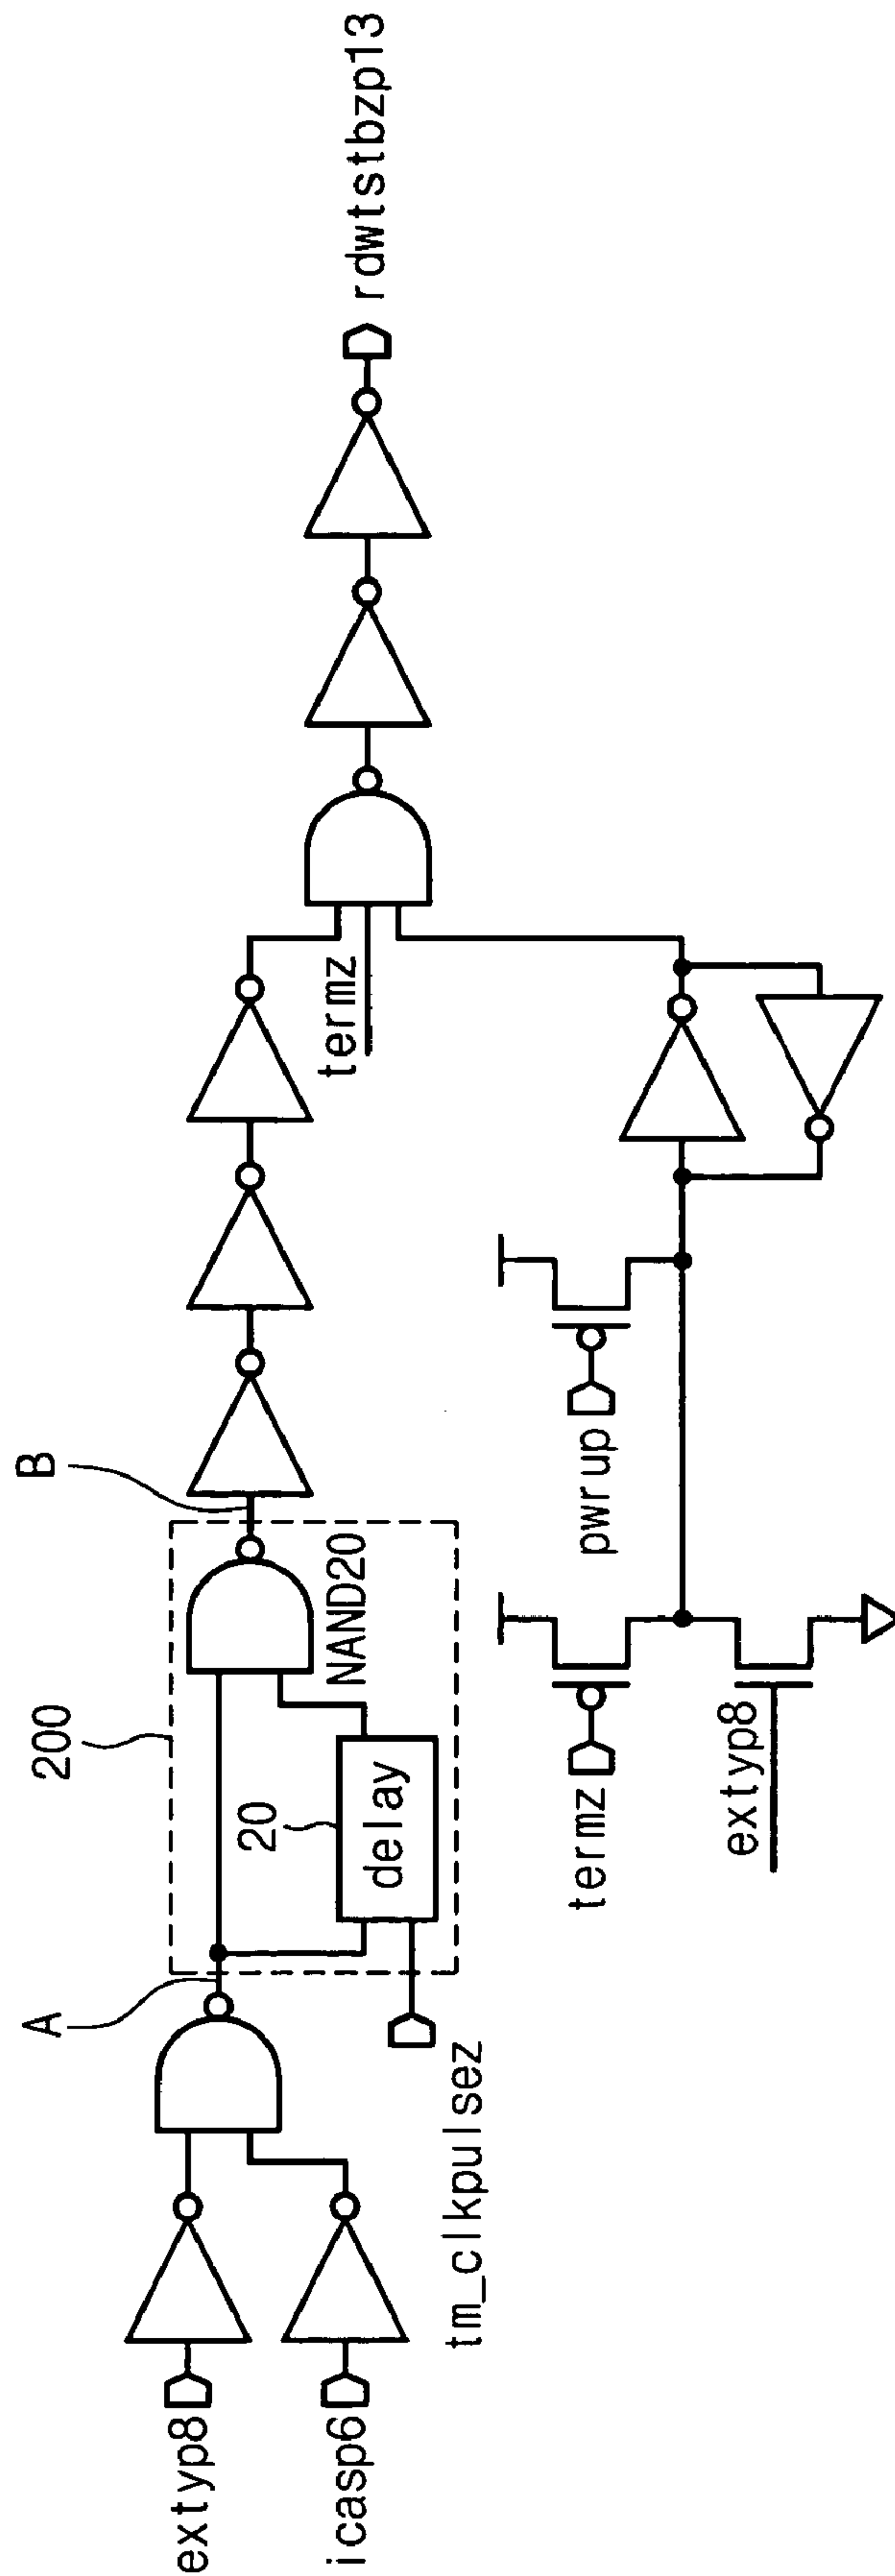 extyp8
icasp6
tm_clkpulsez
A
200
20
delay
NAND20
B
termz
rdwtstbzp13
termz
extyp8
pwrup